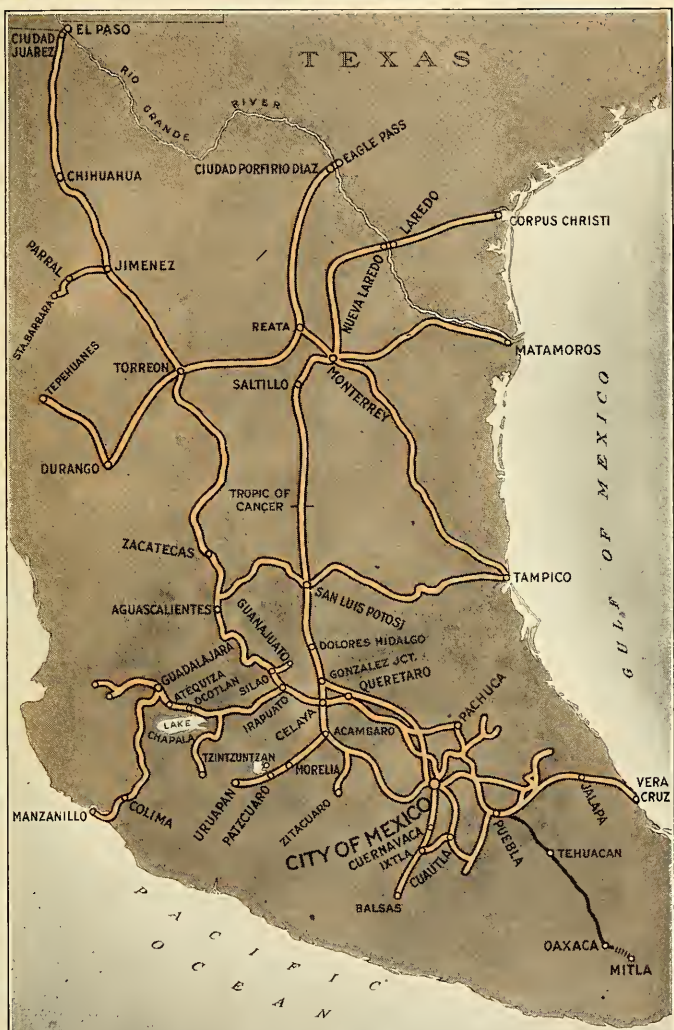 EL PASO
CIUDAD
JUAREZ
TEXAS
RIO
GRANDE
RIVER
CIUDAD PORFIRIO DIAZ
EAGLE PASS
CHIHUAHUA
LAREDO
CORPUS CHRISTI
NUEVA LAREDO
PARRAL
JIMENEZ
STA. BARBARA
REATA
MATAMOROS
TEPEHUANES
TORREON
SALTILLO
MONTERREY
GULF OF MEXICO
DURANGO
TROPIC OF
CANCER
ZACATECAS
TAMPICO
SAN LUIS POTOSI
AGUASCALIENTES
GUANAJUATO
DOLORES HIDALGO
GUADALAJARA
GONZALEZ JCT.
ATEQUIZA
OCOTLAN
SILAO
QUERETARO
IRAPUATO
PACHUCA
LAKE
CHAPALA
CELAYA
ACAMBARO
TZINTZUNTZAN
MORELIA
URUAPAN
PATZCUARO
ZITACUARO
JALAPA
VERA
CRUZ
MANZANILLO
COLIMA
CITY OF MEXICO
CUERNAVACA
IXTLA
CUAUTLA
PUEBLA
TEHUACAN
BALSAS
OAXACA
MITLA
PACIFIC
OCEAN